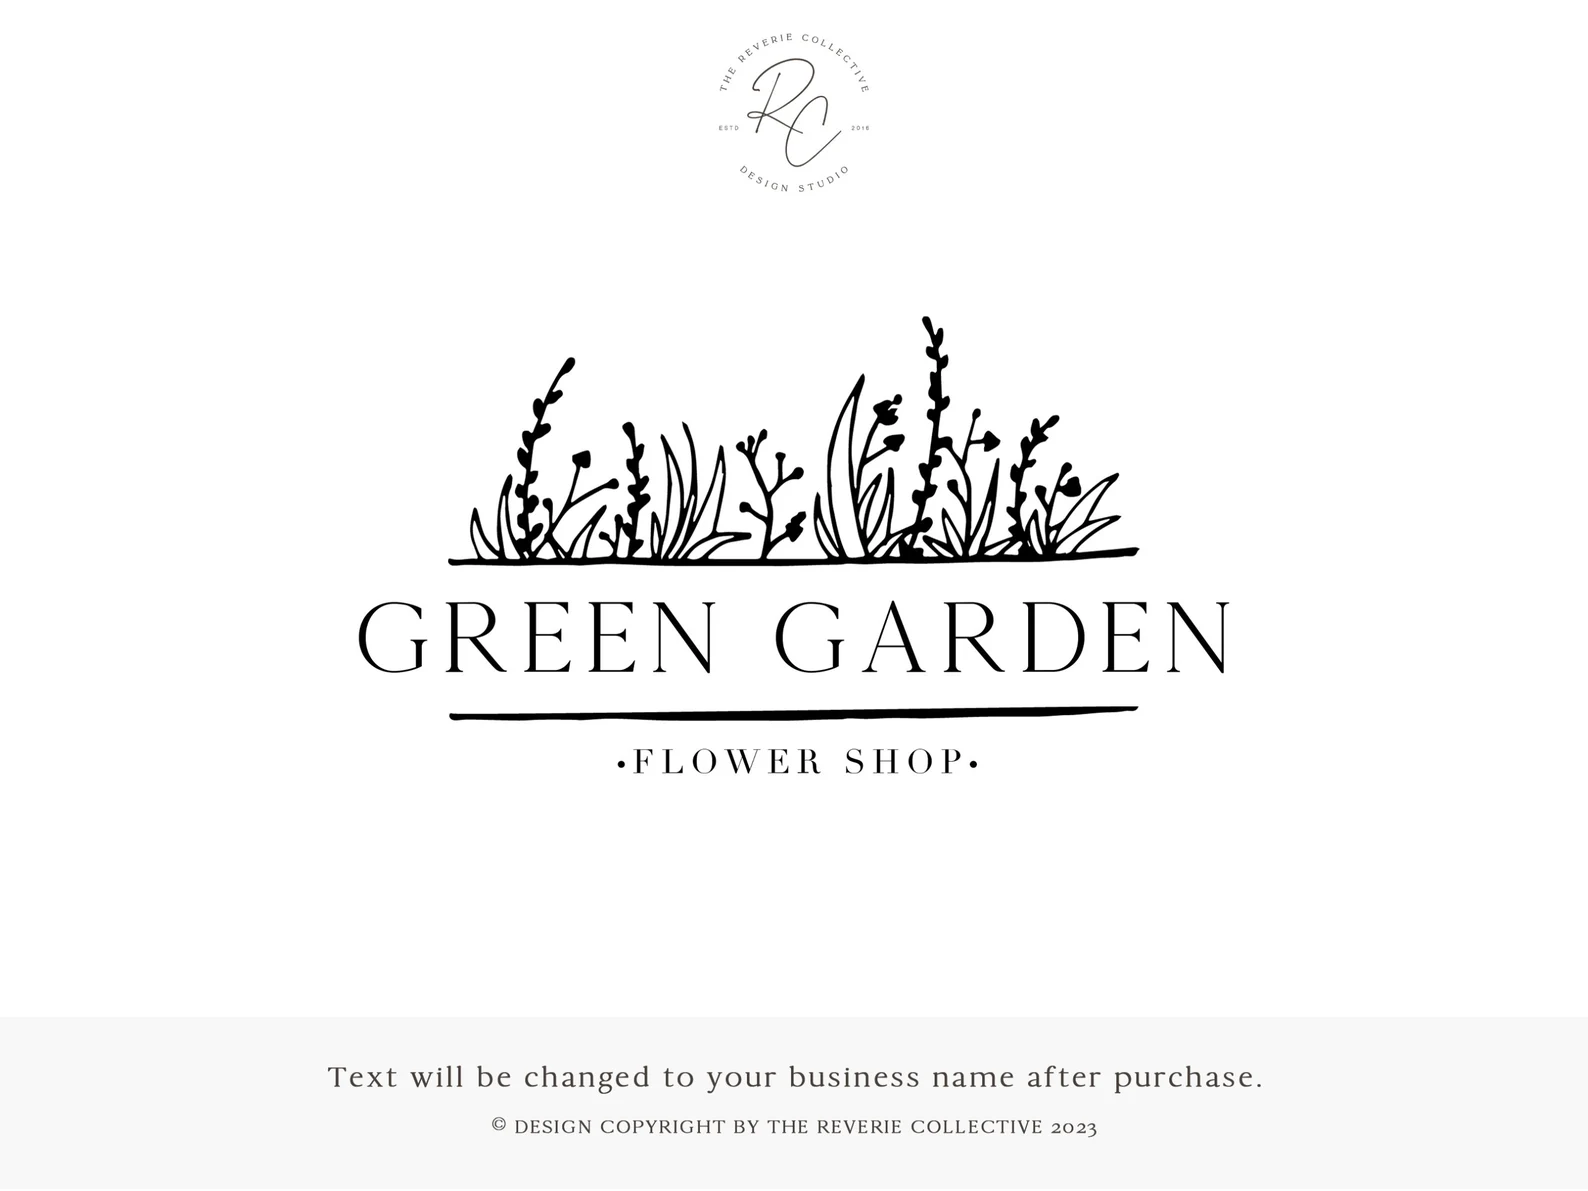 THE REVERIE COLLECTIVE
RC
ESTD 2016
DESIGN STUDIO
GREEN GARDEN
•FLOWER SHOP•
Text will be changed to your business name after purchase.
© DESIGN COPYRIGHT BY THE REVERIE COLLECTIVE 2023